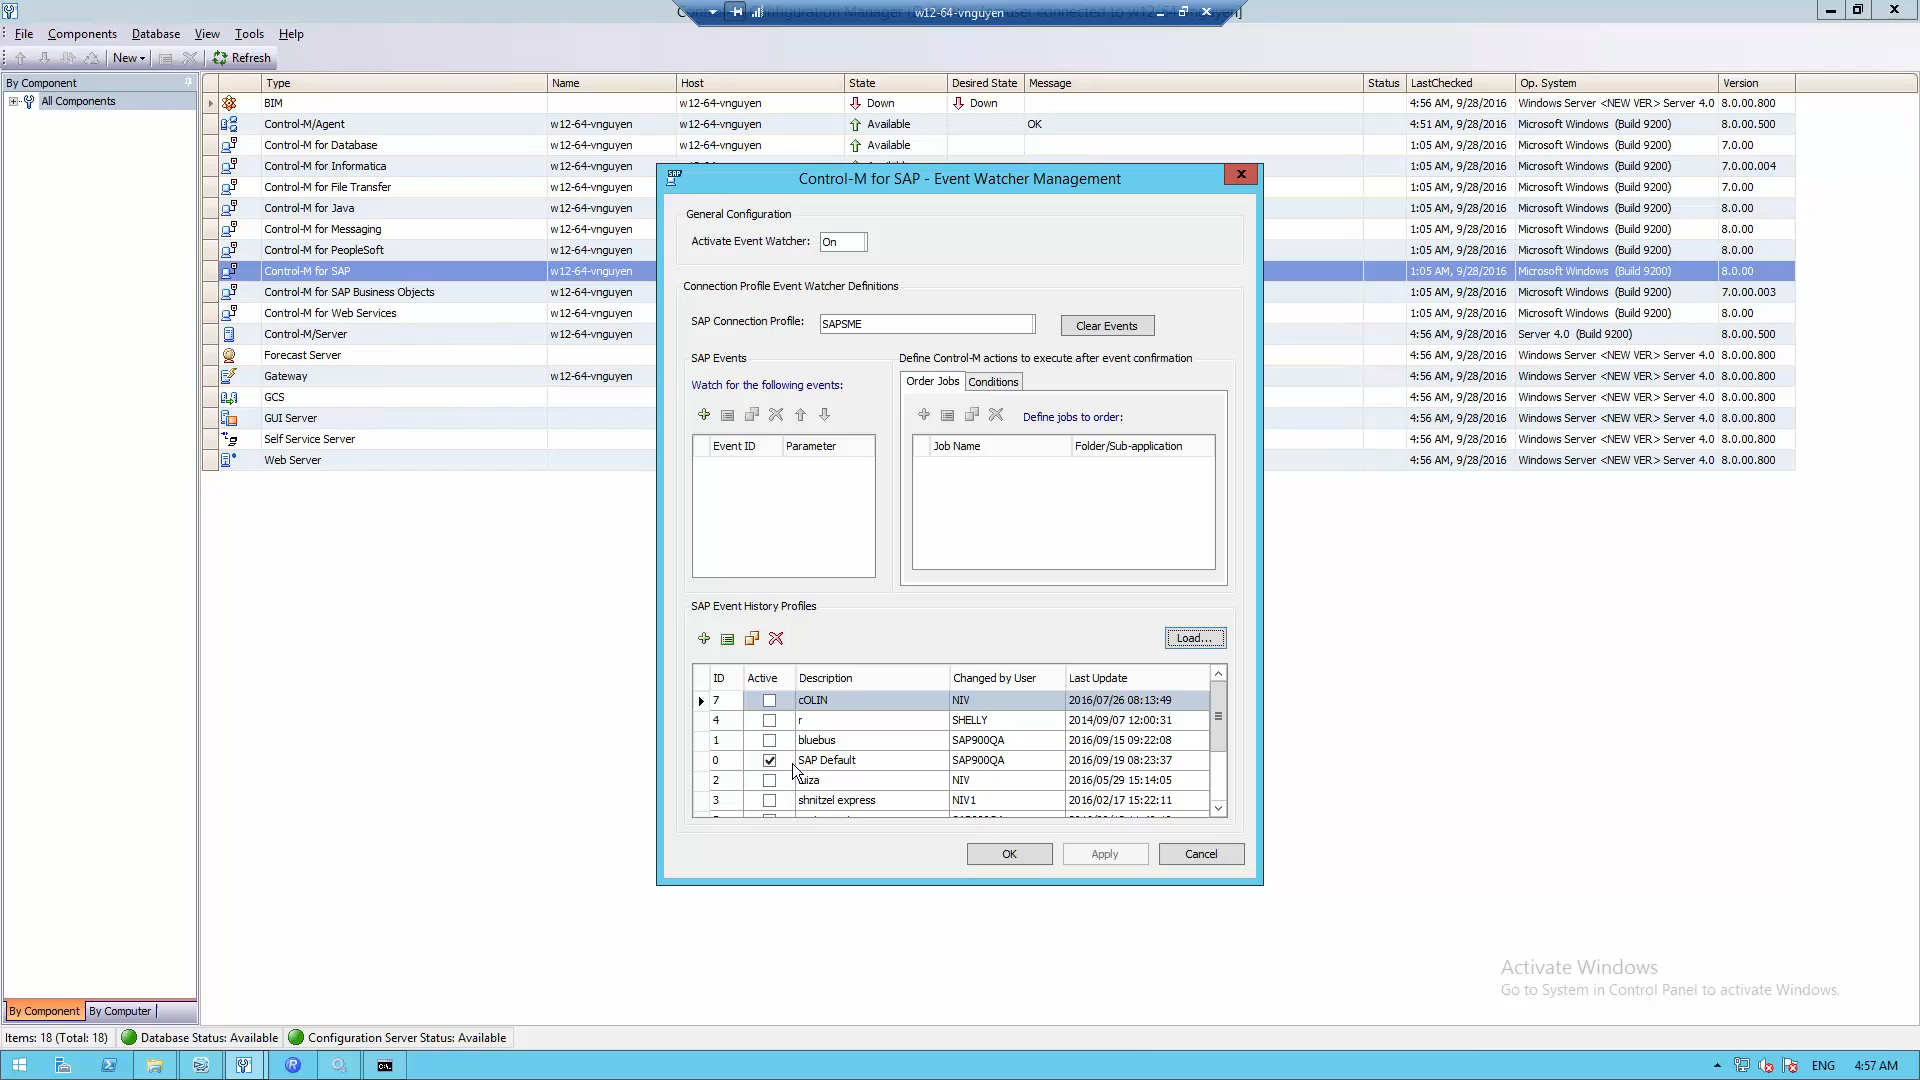 w12-64-vnguyen
File Components Database View Tools Help
New Refresh
By Component
All Components
Type Name Host State Desired State Message Status LastChecked Op. System Version
BIM w12-64-vnguyen Down Down 4:56 AM, 9/28/2016 Windows Server <NEW VER> Server 4.0 8.0.00.800
Control-M/Agent w12-64-vnguyen w12-64-vnguyen Available OK 4:51 AM, 9/28/2016 Microsoft Windows (Build 9200) 8.0.00.500
Control-M for Database w12-64-vnguyen w12-64-vnguyen Available 1:05 AM, 9/28/2016 Microsoft Windows (Build 9200) 7.0.00
Control-M for Informatica w12-64-vnguyen 1:05 AM, 9/28/2016 Microsoft Windows (Build 9200) 7.0.00.004
Control-M for File Transfer w12-64-vnguyen 1:05 AM, 9/28/2016 Microsoft Windows (Build 9200) 7.0.00
Control-M for Java w12-64-vnguyen 1:05 AM, 9/28/2016 Microsoft Windows (Build 9200) 8.0.00
Control-M for Messaging w12-64-vnguyen 1:05 AM, 9/28/2016 Microsoft Windows (Build 9200) 8.0.00
Control-M for PeopleSoft w12-64-vnguyen 1:05 AM, 9/28/2016 Microsoft Windows (Build 9200) 8.0.00
Control-M for SAP w12-64-vnguyen 1:05 AM, 9/28/2016 Microsoft Windows (Build 9200) 8.0.00
Control-M for SAP Business Objects w12-64-vnguyen 1:05 AM, 9/28/2016 Microsoft Windows (Build 9200) 7.0.00.003
Control-M for Web Services w12-64-vnguyen 1:05 AM, 9/28/2016 Microsoft Windows (Build 9200) 8.0.00
Control-M/Server w12-64-vnguyen 4:56 AM, 9/28/2016 Server 4.0 (Build 9200) 8.0.00.500
Forecast Server 4:56 AM, 9/28/2016 Windows Server <NEW VER> Server 4.0 8.0.00.800
Gateway w12-64-vnguyen 4:56 AM, 9/28/2016 Windows Server <NEW VER> Server 4.0 8.0.00.800
GCS 4:56 AM, 9/28/2016 Windows Server <NEW VER> Server 4.0 8.0.00.800
GUI Server 4:56 AM, 9/28/2016 Windows Server <NEW VER> Server 4.0 8.0.00.800
Self Service Server 4:56 AM, 9/28/2016 Windows Server <NEW VER> Server 4.0 8.0.00.800
Web Server 4:56 AM, 9/28/2016 Windows Server <NEW VER> Server 4.0 8.0.00.800
SAP Control-M for SAP - Event Watcher Management
General Configuration
Activate Event Watcher: On
Connection Profile Event Watcher Definitions
SAP Connection Profile: SAPSME Clear Events
SAP Events Define Control-M actions to execute after event confirmation
Watch for the following events: Order Jobs Conditions
Define jobs to order:
Event ID Parameter Job Name Folder/Sub-application
SAP Event History Profiles
Load...
ID Active Description Changed by User Last Update
7 cOLIN NIV 2016/07/26 08:13:49
4 r SHELLY 2014/09/07 12:00:31
1 bluebus SAP900QA 2016/09/15 09:22:08
0 SAP Default SAP900QA 2016/09/19 08:23:37
2 NIV 2016/05/29 15:14:05
3 shnitzel express NIV1 2016/02/17 15:22:11
OK Apply Cancel
Activate Windows
Go to System in Control Panel to activate Windows.
By Component By Computer
Items: 18 (Total: 18) Database Status: Available Configuration Server Status: Available
ENG 4:57 AM